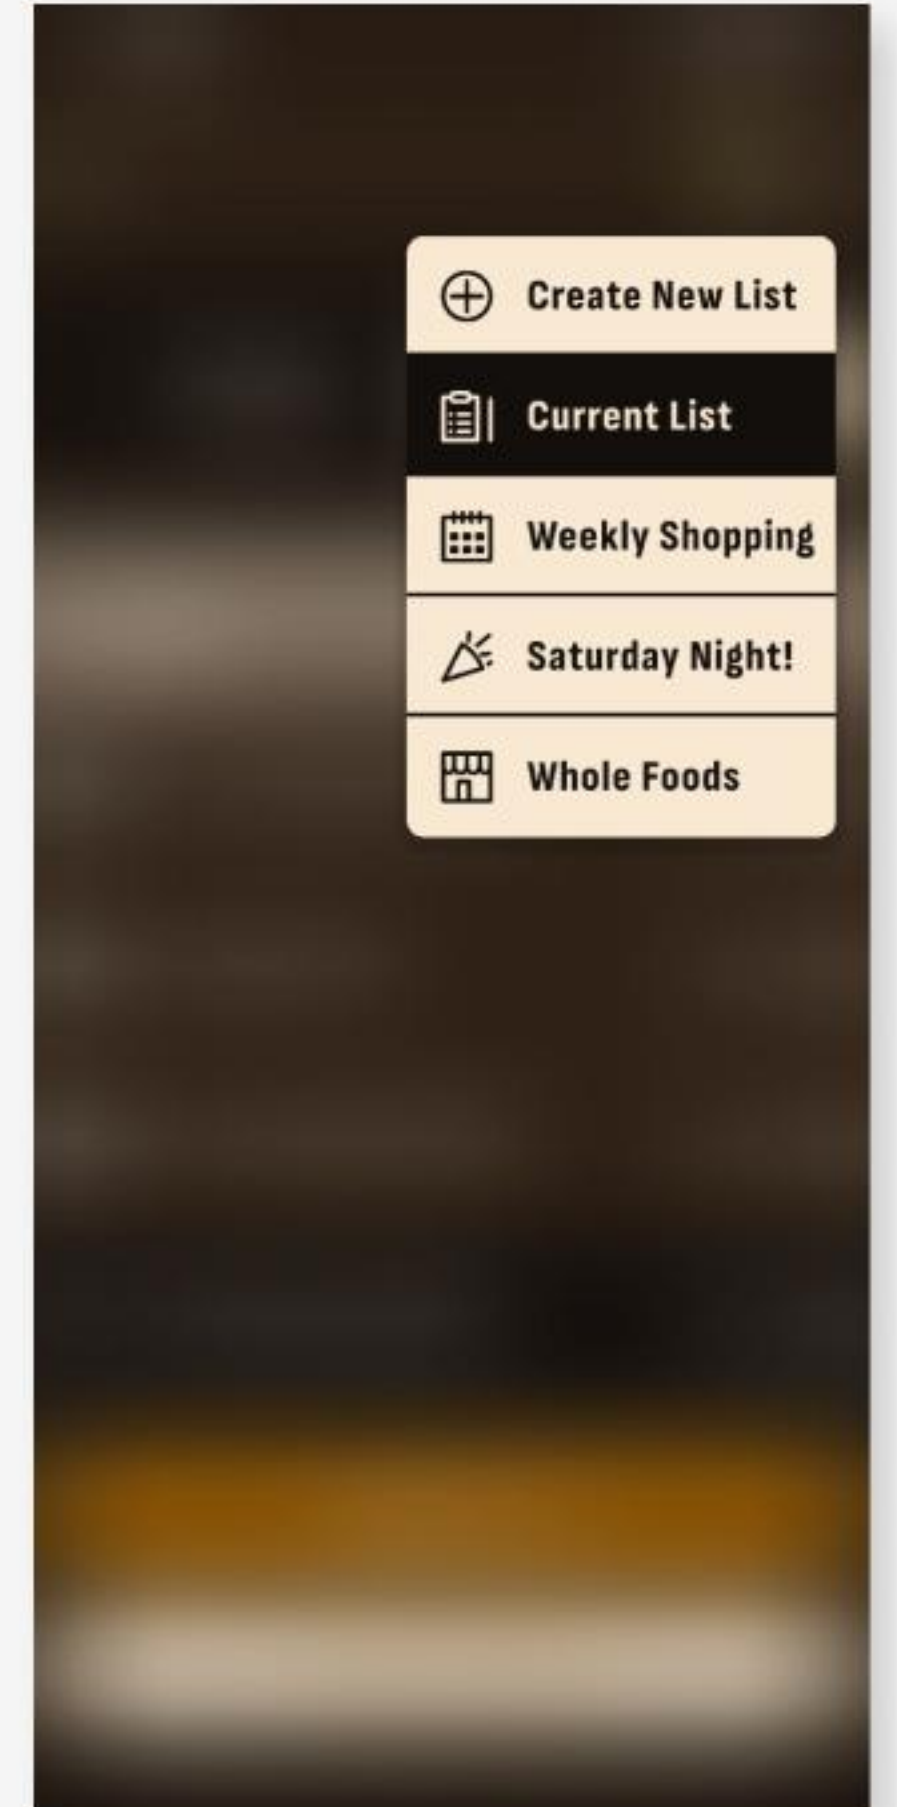 Create New List
Current List
Weekly Shopping
Saturday Night!
Whole Foods